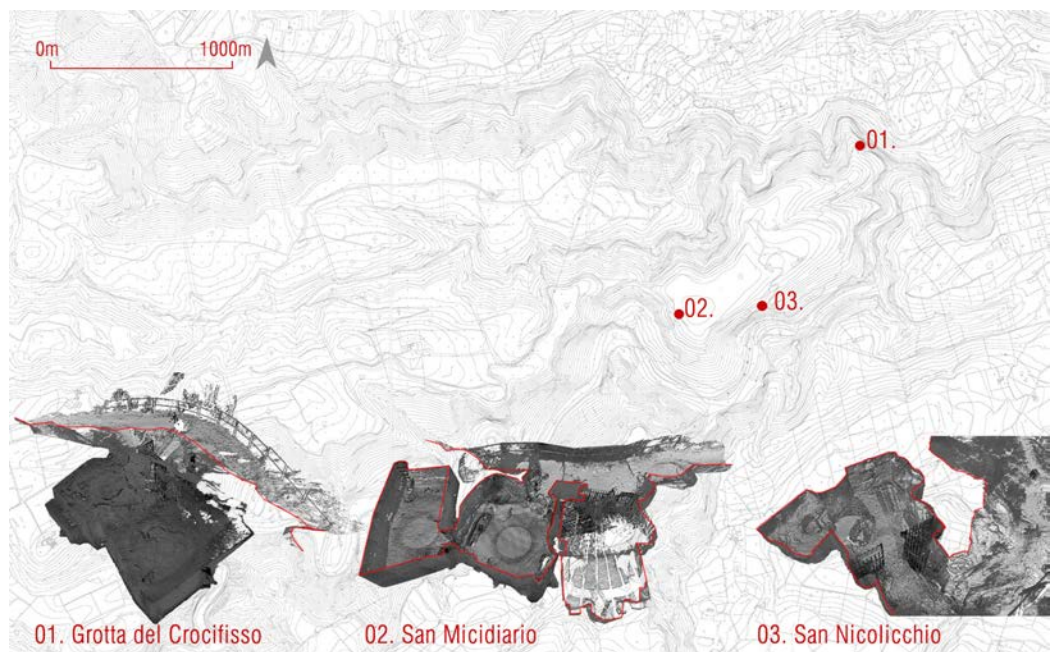 0m 1000m
01.
02. 03.
01. Grotta del Crocifisso 02. San Micidiario 03. San Nicolicchio